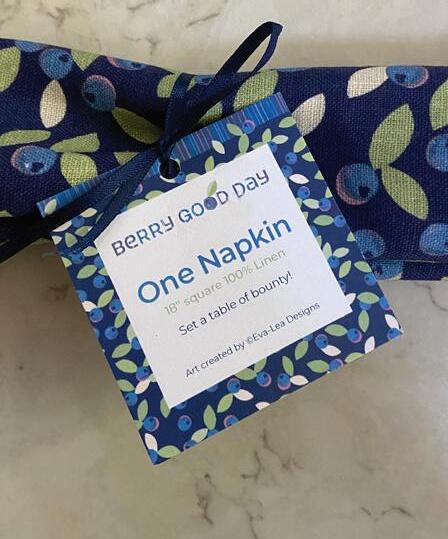 BERRY GOOD DAY
One Napkin
18" square 100% Linen
Set a table of bounty!
Art created by ©Eva-Lea Designs